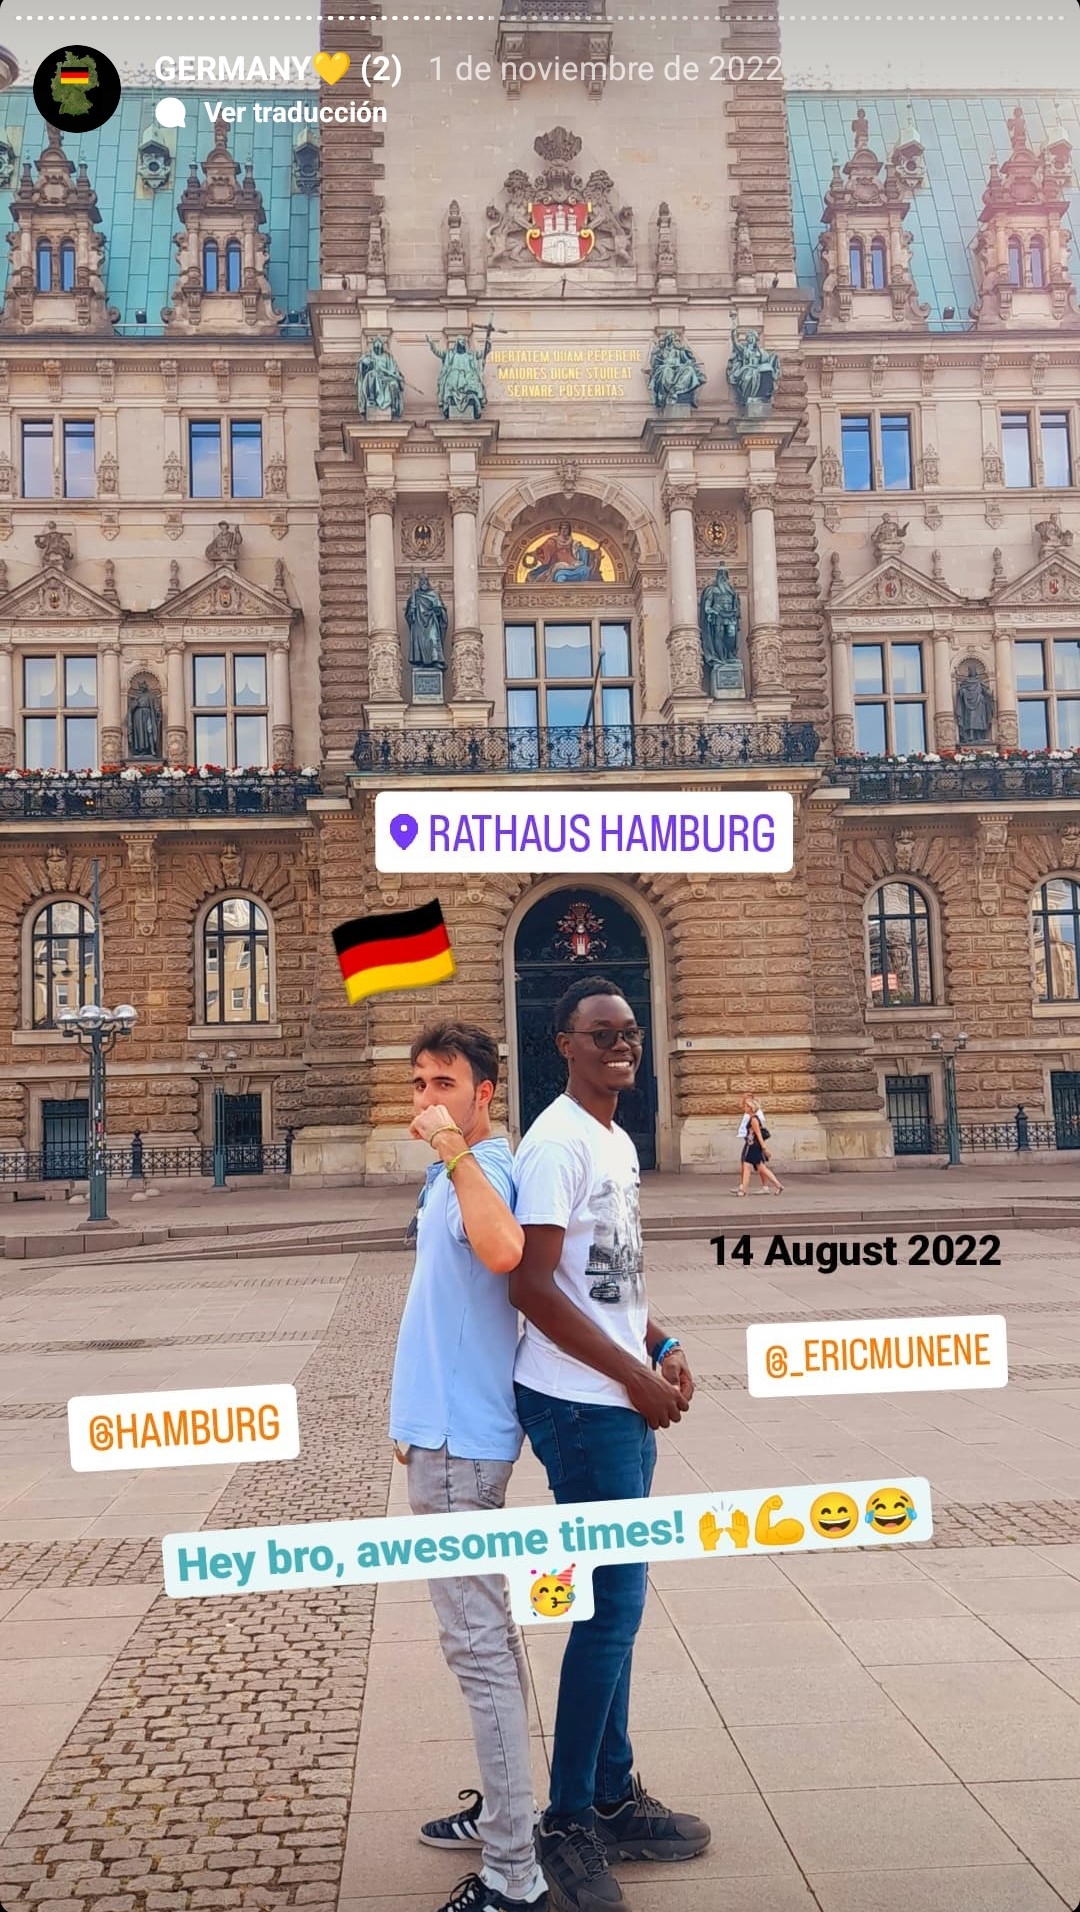 GERMANY💛 (2) 1 de noviembre de 2022
Ver traducción
LIBERTATEM QUAM PEPERERE
MAIORES DIGNE STUDEAT
SERVARE POSTERITAS
RATHAUS HAMBURG
14 August 2022
@_ERICMUNENE
@HAMBURG
Hey bro, awesome times! 🙌💪😄😂
🥳